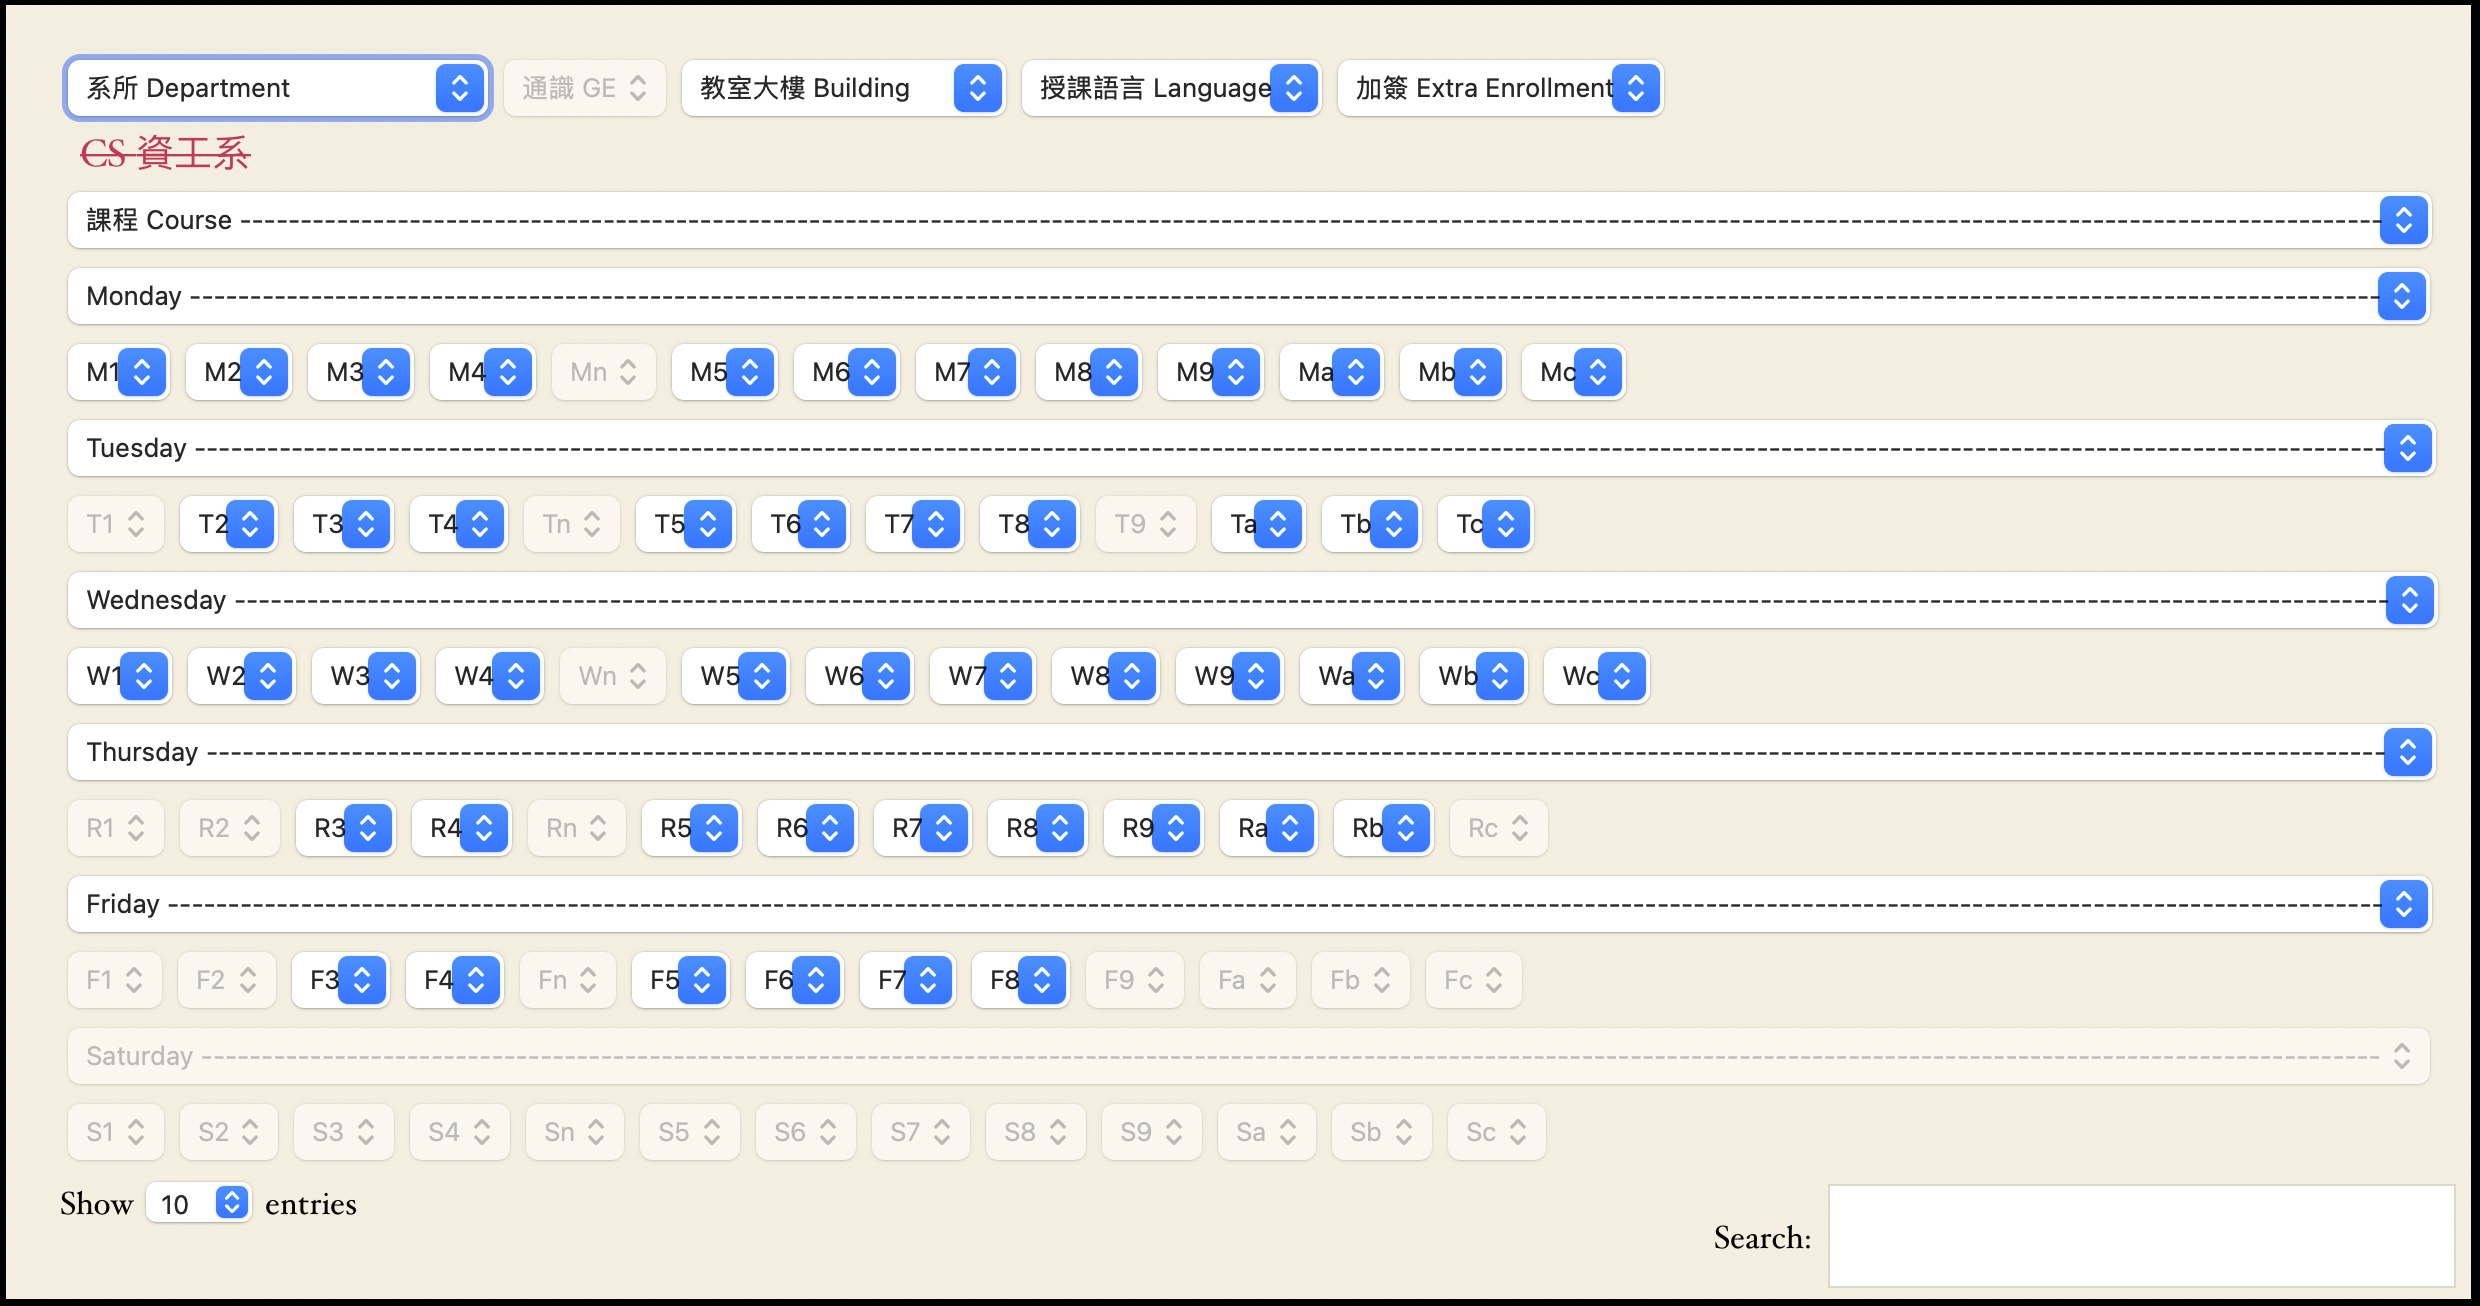 系所 Department 通識 GE 教室大樓 Building 授課語言 Language 加簽 Extra Enrollment
CS 資工系
課程 Course ----------------------------------------------------------------
Monday ----------------------------------------------------------------
M1 M2 M3 M4 Mn M5 M6 M7 M8 M9 Ma Mb Mc
Tuesday ----------------------------------------------------------------
T1 T2 T3 T4 Tn T5 T6 T7 T8 T9 Ta Tb Tc
Wednesday ----------------------------------------------------------------
W1 W2 W3 W4 Wn W5 W6 W7 W8 W9 Wa Wb Wc
Thursday ----------------------------------------------------------------
R1 R2 R3 R4 Rn R5 R6 R7 R8 R9 Ra Rb Rc
Friday ----------------------------------------------------------------
F1 F2 F3 F4 Fn F5 F6 F7 F8 F9 Fa Fb Fc
Saturday ----------------------------------------------------------------
S1 S2 S3 S4 Sn S5 S6 S7 S8 S9 Sa Sb Sc
Show 10 entries
Search: